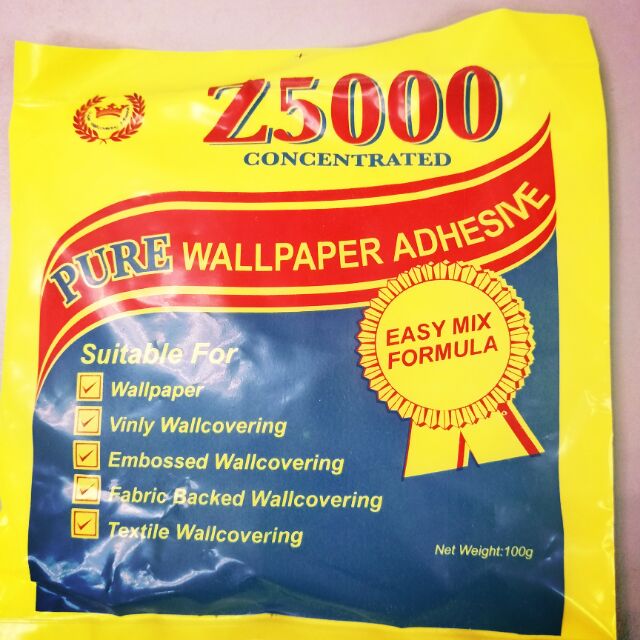 Z5000
CONCENTRATED
PURE WALLPAPER ADHESIVE
EASY MIX
FORMULA
Suitable For
Wallpaper
Vinly Wallcovering
Embossed Wallcovering
Fabric Backed Wallcovering
Textile Wallcovering
Net Weight:100g